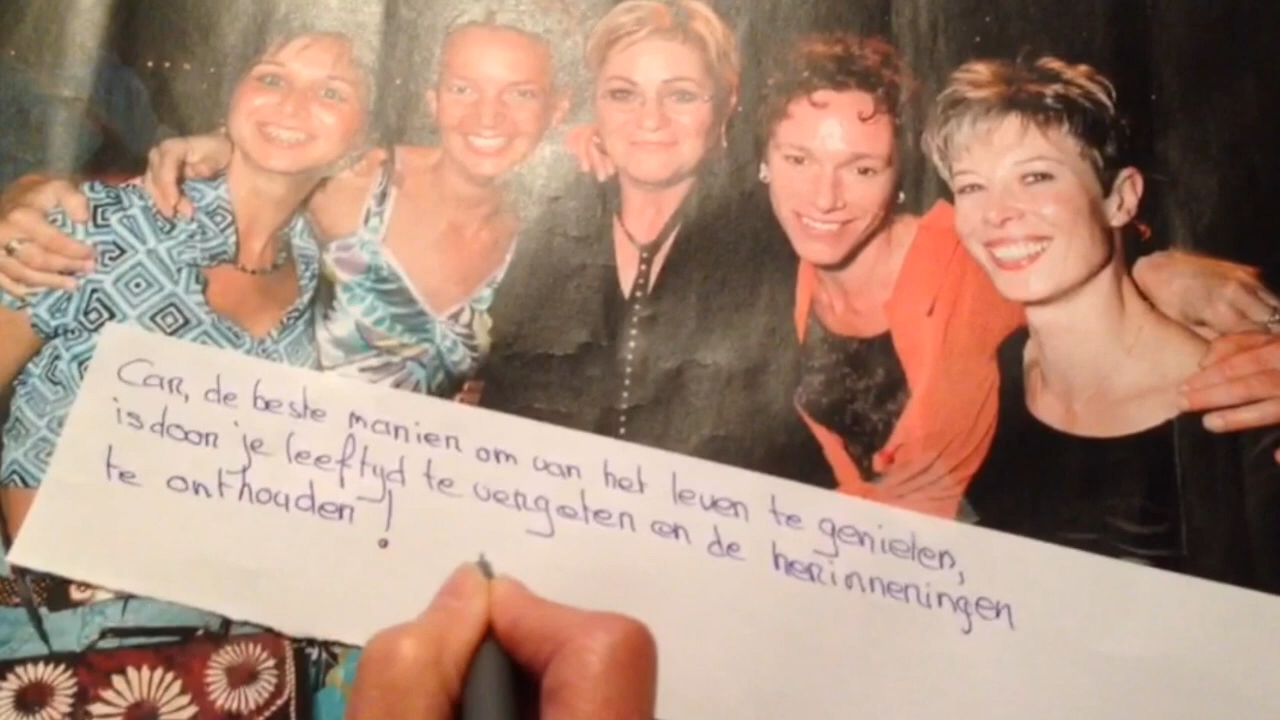 Car, de beste manier om van het leven te genieten,
is door je leeftyd te vergeten en de herinneringen
te onthouden!